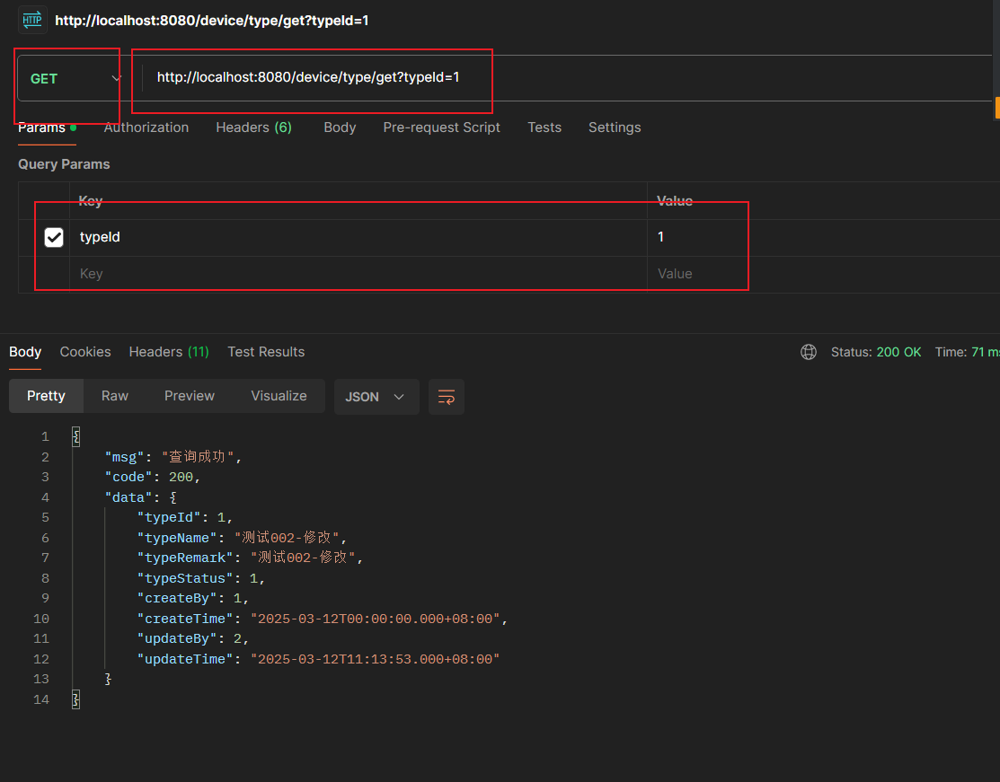 HTTP http://localhost:8080/device/type/get?typeId=1
GET http://localhost:8080/device/type/get?typeId=1
Params Authorization Headers (6) Body Pre-request Script Tests Settings
Query Params
Key Value
typeId 1
Key Value
Body Cookies Headers (11) Test Results Status: 200 OK Time: 71 ms
Pretty Raw Preview Visualize JSON
1 {
2 "msg": "查询成功",
3 "code": 200,
4 "data": {
5 "typeId": 1,
6 "typeName": "测试002-修改",
7 "typeRemark": "测试002-修改",
8 "typeStatus": 1,
9 "createBy": 1,
10 "createTime": "2025-03-12T00:00:00.000+08:00",
11 "updateBy": 2,
12 "updateTime": "2025-03-12T11:13:53.000+08:00"
13 }
14 }